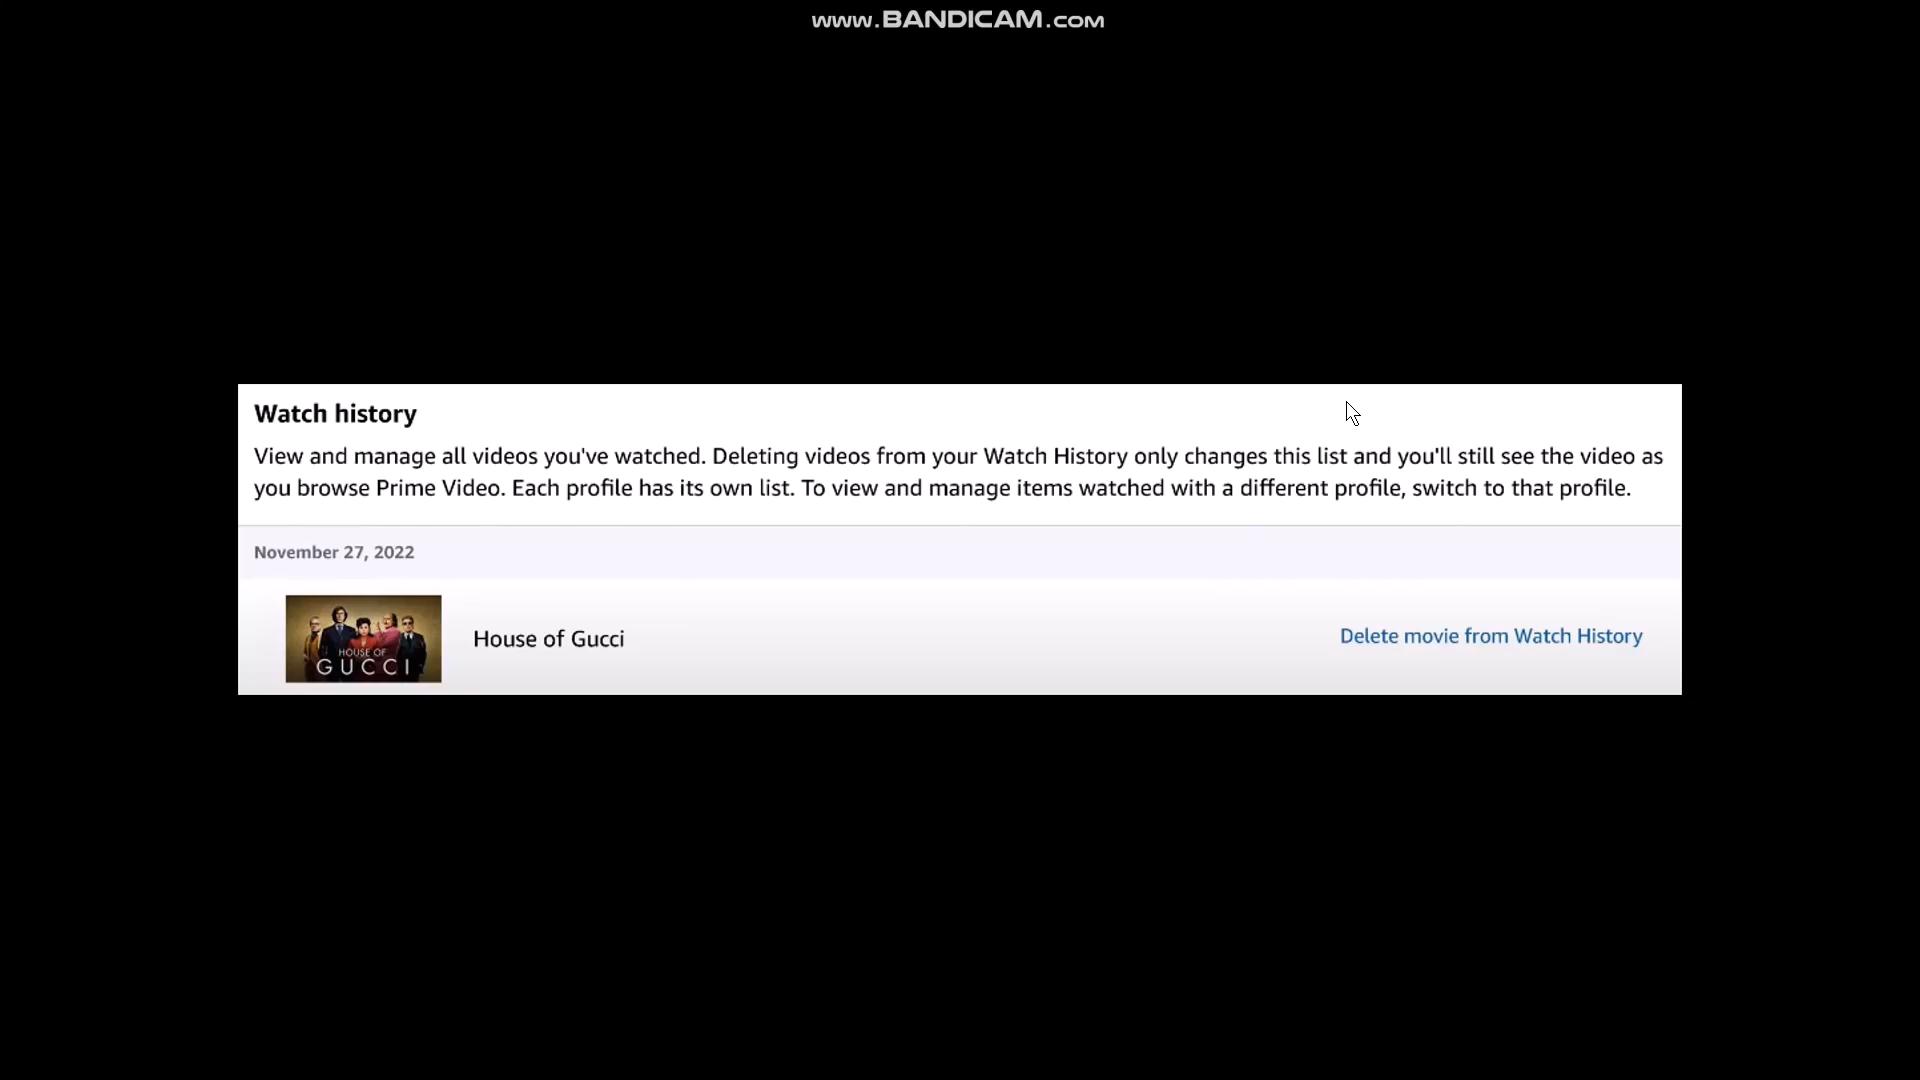 www.BANDICAM.COM
Watch history
View and manage all videos you've watched. Deleting videos from your Watch History only changes this list and you'll still see the video as
you browse Prime Video. Each profile has its own list. To view and manage items watched with a different profile, switch to that profile.
November 27, 2022
HOUSE OF
GUCCI
House of Gucci
Delete movie from Watch History